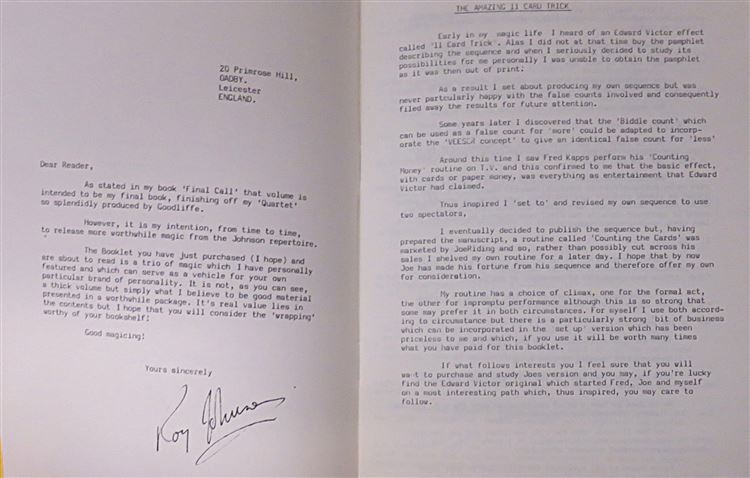 20 Primrose Hill,
OADBY.
Leicester
ENGLAND.
Dear Reader,
As stated in my book 'Final Call' that volume is
intended to be my final book, finishing off my 'Quartet'
so splendidly produced by Goodliffe.
However, it is my intention, from time to time,
to release more worthwhile magic from the Johnson repertoire.
The Booklet you have just purchased (I hope) and
are about to read is a trio of magic which I have personally
featured and which can serve as a vehicle for your own
particular brand of personality. It is not, as you can see,
a thick volume but simply what I believe to be good material
presented in a worthwhile package. It's real value lies in
the contents but I hope that you will consider the 'wrapping'
worthy of your bookshelf!
Good magicing!
Yours sincerely
Roy Johnson
THE AMAZING 11 CARD TRICK
Early in my magic life I heard of an Edward Victor effect
called '11 Card Trick'. Alas I did not at that time buy the pamphlet
describing the sequence and when I seriously decided to study its
possibilities for me personally I was unable to obtain the pamphlet
as it was then out of print.
As a result I set about producing my own sequence but was
never partcularly happy with the false counts involved and consequently
filed away the results for future attention.
Some years later I discovered that the 'Biddle count' which
can be used as a false count for 'more' could be adapted to incorp-
orate the 'VEESER concept' to give an identical false count for 'less'
Around this time I saw Fred Kapps perform his 'Counting
Money' routine on T.V. and this confirmed to me that the basic effect,
with cards or paper money, was everything as entertainment that Edward
Victor had claimed.
Thus inspired I 'set to' and revised my own sequence to use
two spectators,
I eventually decided to publish the sequence but, having
prepared the manuscript, a routine called 'Counting the Cards' was
marketed by JoeRiding and so, rather than possibly cut across his
sales I shelved my own routine for a later day. I hope that by now
Joe has made his fortune from his sequence and therefore offer my own
for consideration.
My routine has a choice of climax, one for the formal act,
the other for impromptu performance although this is so strong that
some may prefer it in both circumstances. For myself I use both accord-
ing to circumstance but there is a particularly strong bit of business
which can be incorporated in the 'set up' version which has been
priceless to me and which, if you use it will be worth many times
what you have paid for this booklet.
If what follows interests you I feel sure that you will
want to purchase and study Joes version and you may, if you're lucky
find the Edward Victor original which started Fred, Joe and myself
on a most interesting path which, thus inspired, you may care to
follow.